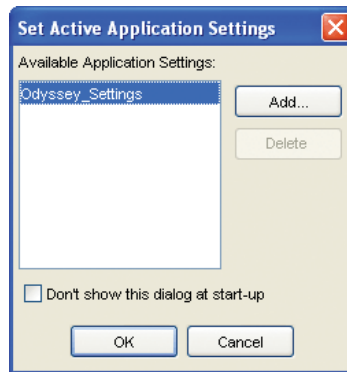 Set Active Application Settings
Available Application Settings:
Odyssey_Settings
Add...
Delete
Don't show this dialog at start-up
OK
Cancel